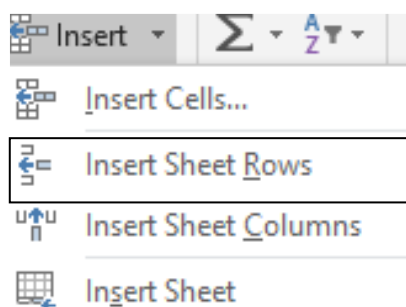 Insert
Insert Cells...
Insert Sheet Rows
Insert Sheet Columns
Insert Sheet